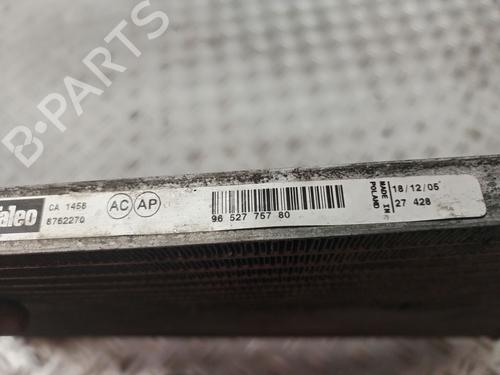 B-PARTS
aleo
CA 1458
8762270
AC AP
96 527 757 80
MADE IN
POLAND
18/12/05
27 428